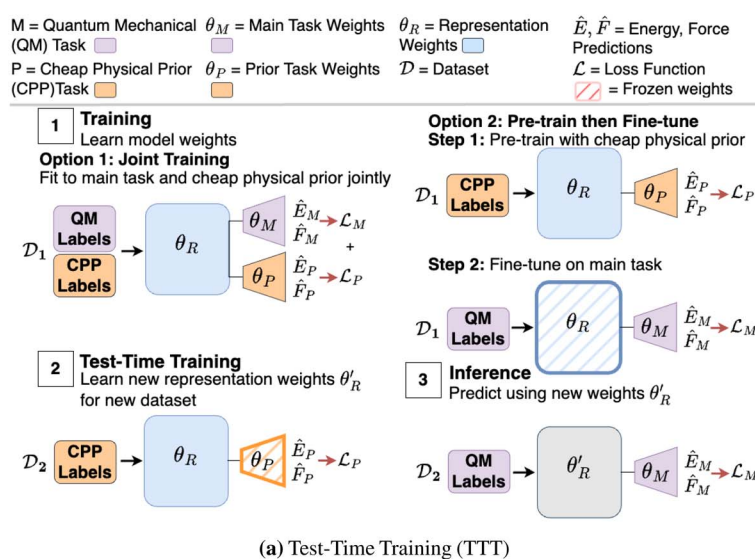 M = Quantum Mechanical (QM) Task
θ_M = Main Task Weights
θ_R = Representation Weights
Ê, F̂ = Energy, Force Predictions
P = Cheap Physical Prior (CPP)Task
θ_P = Prior Task Weights
𝒟 = Dataset
ℒ = Loss Function
= Frozen weights
1 Training
Learn model weights
Option 1: Joint Training
Fit to main task and cheap physical prior jointly
𝒟₁
QM Labels
CPP Labels
θ_R
θ_M
Ê_M
F̂_M
ℒ_M
+
θ_P
Ê_P
F̂_P
ℒ_P
Option 2: Pre-train then Fine-tune
Step 1: Pre-train with cheap physical prior
𝒟₁
CPP Labels
θ_R
θ_P
Ê_P
F̂_P
ℒ_P
Step 2: Fine-tune on main task
𝒟₁
QM Labels
θ_R
θ_M
Ê_M
F̂_M
ℒ_M
2 Test-Time Training
Learn new representation weights θ′_R
for new dataset
𝒟₂
CPP Labels
θ_R
θ_P
Ê_P
F̂_P
ℒ_P
3 Inference
Predict using new weights θ′_R
𝒟₂
QM Labels
θ′_R
θ_M
Ê_M
F̂_M
ℒ_M
(a) Test-Time Training (TTT)